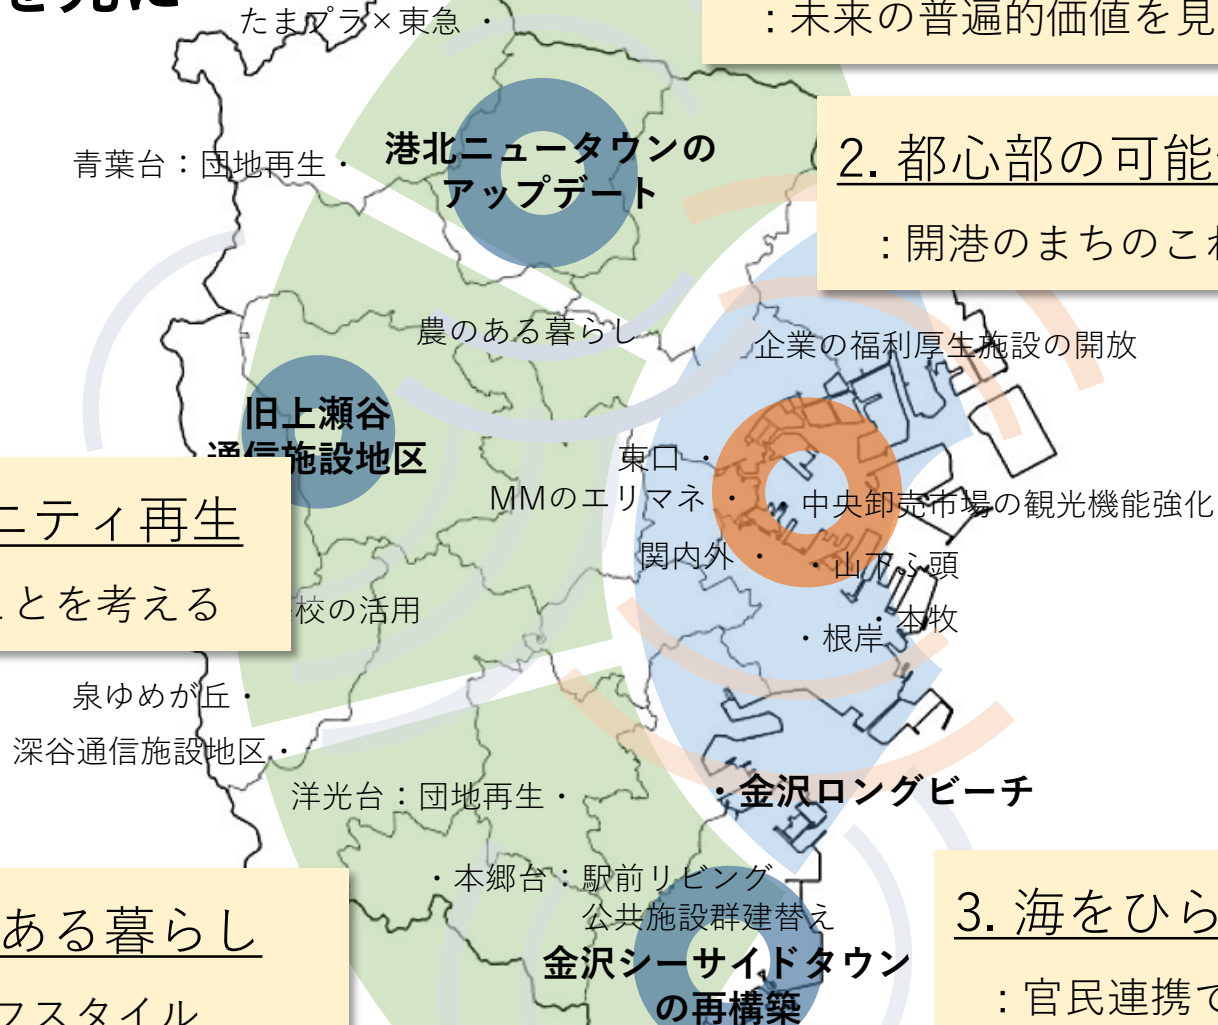 を元に
たまプラ×東急 ・
：未来の普遍的価値を見
2. 都心部の可能
：開港のまちのこれ
青葉台：団地再生 ・
港北ニュータウンの
アップデート
農のある暮らし
企業の福利厚生施設の開放
旧上瀬谷
通信施設地区
東口 ・
MMのエリマネ ・
・ 中央卸売市場の観光機能強化
関内外 ・
・ 山下ふ頭
・ 本牧
・ 根岸
ニティ再生
ことを考える
校の活用
泉ゆめが丘 ・
深谷通信施設地区 ・
洋光台：団地再生 ・
・金沢ロングビーチ
・本郷台：駅前リビング
公共施設群建替え
金沢シーサイドタウン
の再構築
ある暮らし
フスタイル
3. 海をひら
：官民連携で